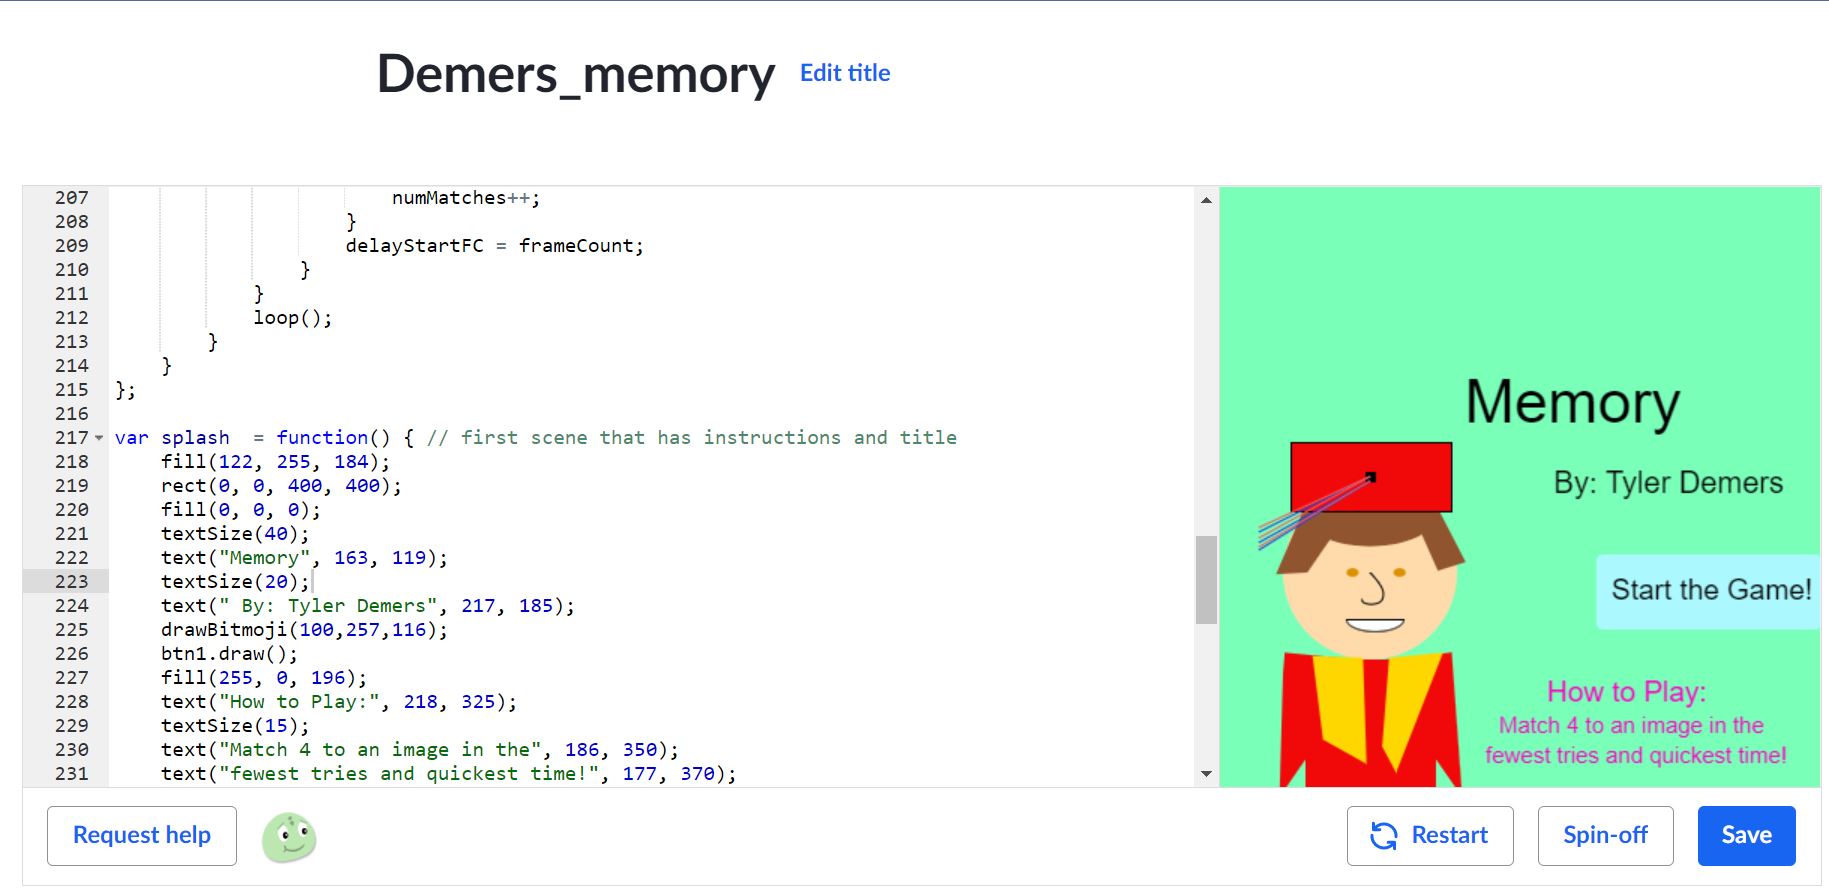 Demers_memory Edit title
207 numMatches++;
208 }
209 delayStartFC = frameCount;
210 }
211 }
212 loop();
213 }
214 }
215 };
216
217 var splash  = function() { // first scene that has instructions and title
218 fill(122, 255, 184);
219 rect(0, 0, 400, 400);
220 fill(0, 0, 0);
221 textSize(40);
222 text("Memory", 163, 119);
223 textSize(20);
224 text(" By: Tyler Demers", 217, 185);
225 drawBitmoji(100,257,116);
226 btn1.draw();
227 fill(255, 0, 196);
228 text("How to Play:", 218, 325);
229 textSize(15);
230 text("Match 4 to an image in the", 186, 350);
231 text("fewest tries and quickest time!", 177, 370);
Memory
By: Tyler Demers
Start the Game!
How to Play:
Match 4 to an image in the
fewest tries and quickest time!
Request help
Restart
Spin-off
Save